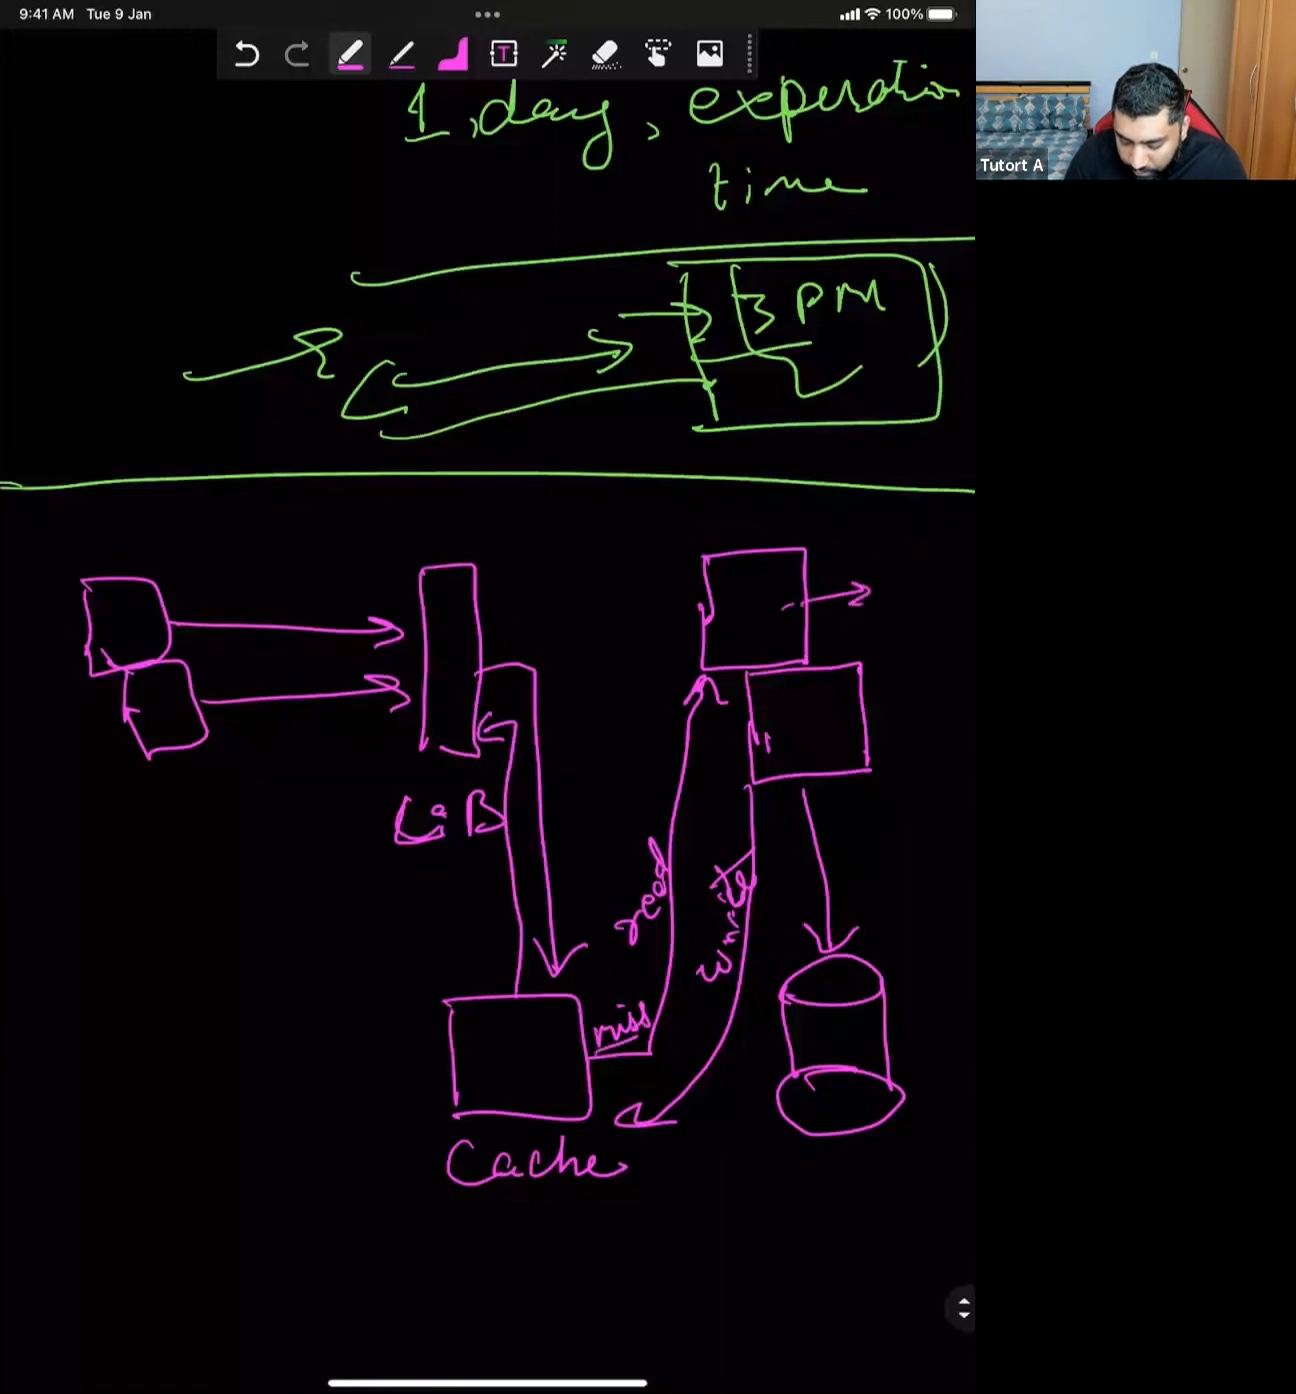 9:41 AM Tue 9 Jan
100%
T
Tutort A
1 day, experation
time
3 PM
L.B
read
write
miss
Cache